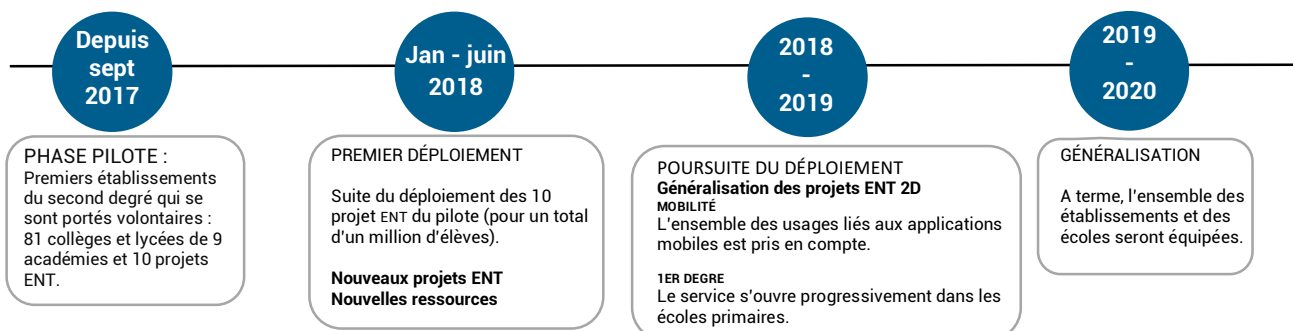 Depuis
sept
2017
PHASE PILOTE :
Premiers établissements
du second degré qui se
sont portés volontaires :
81 collèges et lycées de 9
académies et 10 projets
ENT.
Jan - juin
2018
PREMIER DÉPLOIEMENT
Suite du déploiement des 10
projet ENT du pilote (pour un total
d'un million d'élèves).
Nouveaux projets ENT
Nouvelles ressources
2018
-
2019
POURSUITE DU DÉPLOIEMENT
Généralisation des projets ENT 2D
MOBILITÉ
L'ensemble des usages liés aux applications
mobiles est pris en compte.
1ER DEGRE
Le service s'ouvre progressivement dans les
écoles primaires.
2019
-
2020
GÉNÉRALISATION
A terme, l'ensemble des
établissements et des
écoles seront équipées.